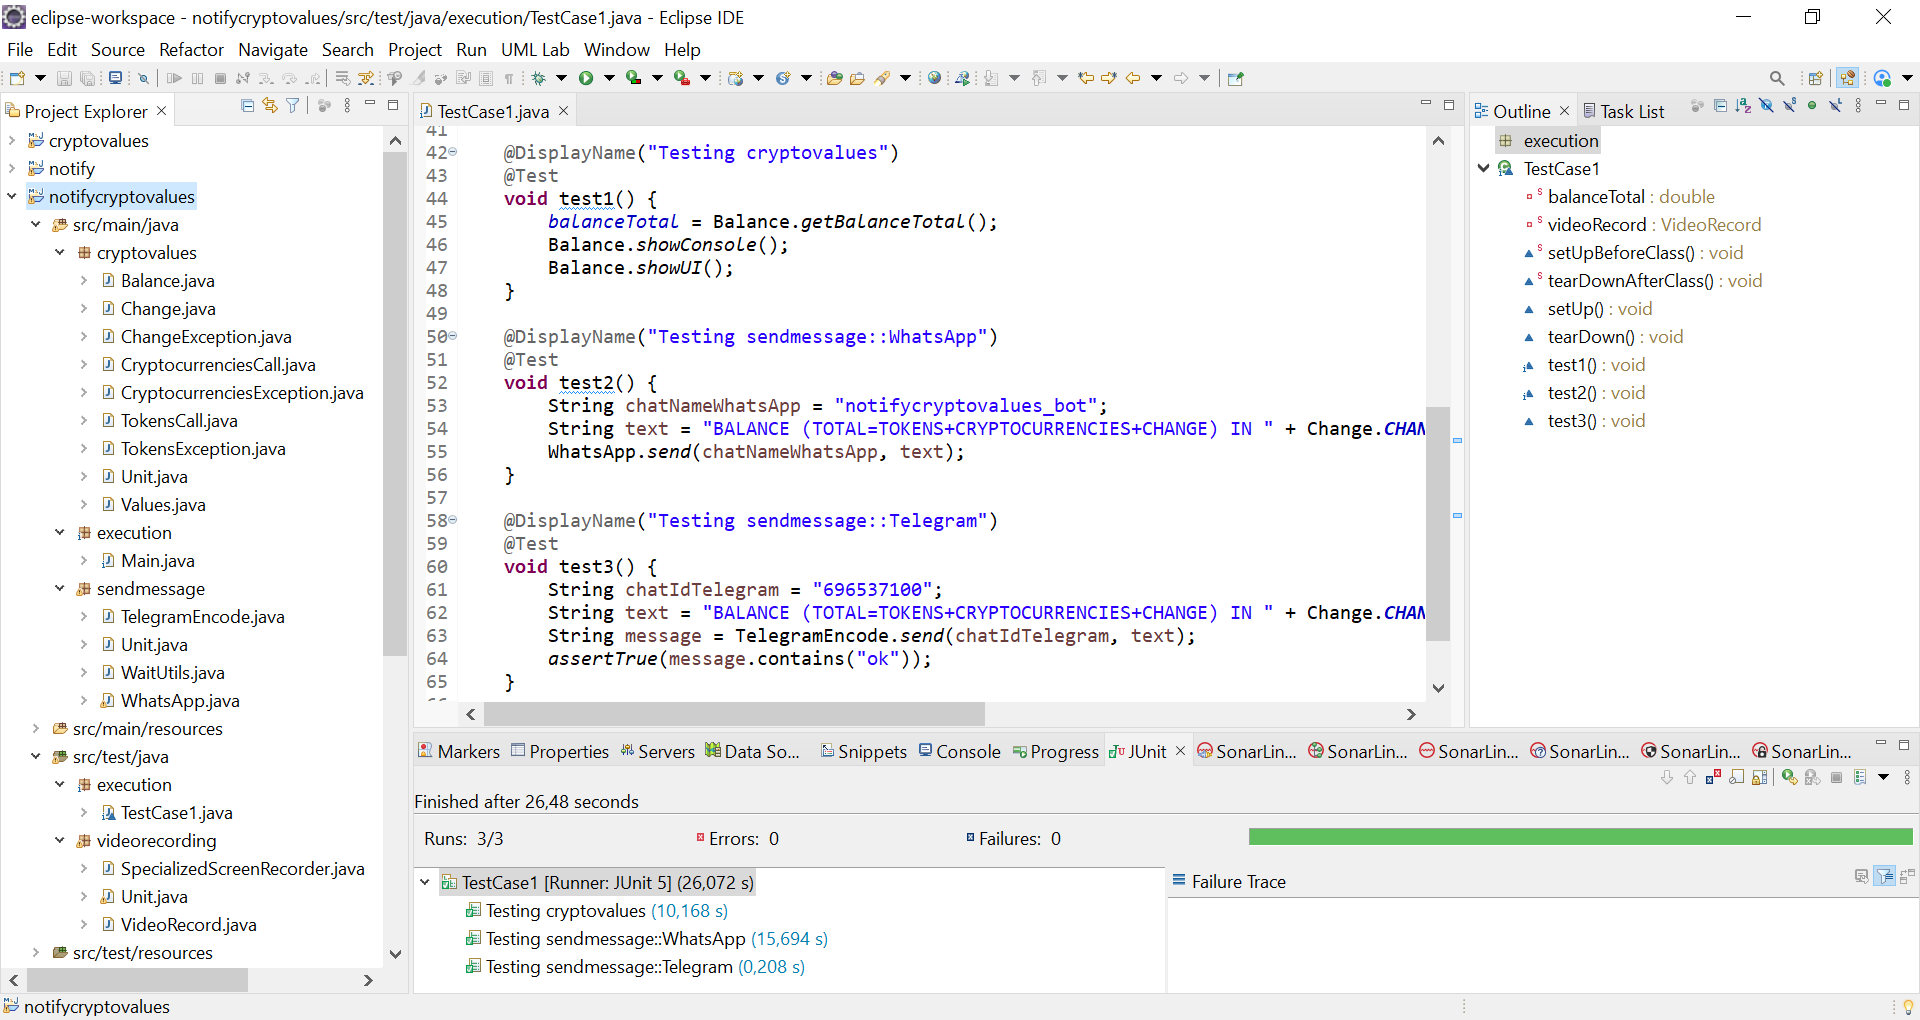 eclipse-workspace - notifycryptovalues/src/test/java/execution/TestCase1.java - Eclipse IDE
File Edit Source Refactor Navigate Search Project Run UML Lab Window Help
Project Explorer
cryptovalues
notify
notifycryptovalues
src/main/java
cryptovalues
Balance.java
Change.java
ChangeException.java
CryptocurrenciesCall.java
CryptocurrenciesException.java
TokensCall.java
TokensException.java
Unit.java
Values.java
execution
Main.java
sendmessage
TelegramEncode.java
Unit.java
WaitUtils.java
WhatsApp.java
src/main/resources
src/test/java
execution
TestCase1.java
videorecording
SpecializedScreenRecorder.java
Unit.java
VideoRecord.java
src/test/resources
TestCase1.java
41
42 @DisplayName("Testing cryptovalues")
43 @Test
44 void test1() {
45 balanceTotal = Balance.getBalanceTotal();
46 Balance.showConsole();
47 Balance.showUI();
48 }
49
50 @DisplayName("Testing sendmessage::WhatsApp")
51 @Test
52 void test2() {
53 String chatNameWhatsApp = "notifycryptovalues_bot";
54 String text = "BALANCE (TOTAL=TOKENS+CRYPTOCURRENCIES+CHANGE) IN " + Change.CHAN
55 WhatsApp.send(chatNameWhatsApp, text);
56 }
57
58 @DisplayName("Testing sendmessage::Telegram")
59 @Test
60 void test3() {
61 String chatIdTelegram = "696537100";
62 String text = "BALANCE (TOTAL=TOKENS+CRYPTOCURRENCIES+CHANGE) IN " + Change.CHAN
63 String message = TelegramEncode.send(chatIdTelegram, text);
64 assertTrue(message.contains("ok"));
65 }
Outline Task List
execution
TestCase1
balanceTotal : double
videoRecord : VideoRecord
setUpBeforeClass() : void
tearDownAfterClass() : void
setUp() : void
tearDown() : void
test1() : void
test2() : void
test3() : void
Markers Properties Servers Data So... Snippets Console Progress JUnit SonarLin... SonarLin... SonarLin... SonarLin... SonarLin... SonarLin...
Finished after 26,48 seconds
Runs: 3/3 Errors: 0 Failures: 0
TestCase1 [Runner: JUnit 5] (26,072 s)
Testing cryptovalues (10,168 s)
Testing sendmessage::WhatsApp (15,694 s)
Testing sendmessage::Telegram (0,208 s)
Failure Trace
notifycryptovalues